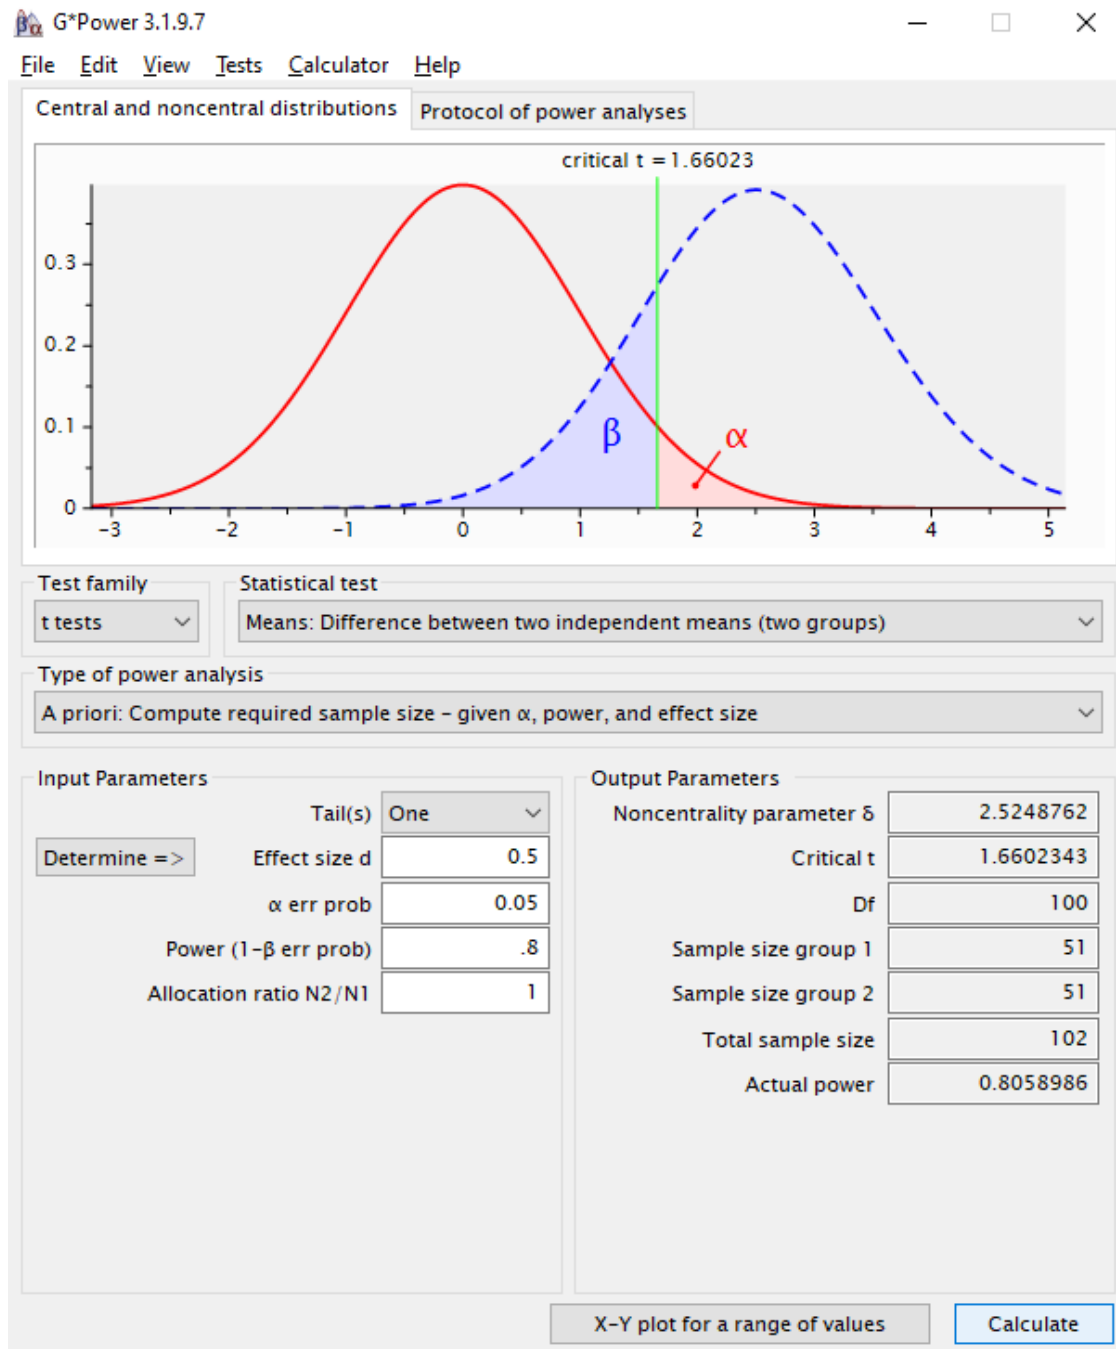 G*Power 3.1.9.7
File Edit View Tests Calculator Help
Central and noncentral distributions Protocol of power analyses
critical t = 1.66023
0.3
0.2
0.1
0
β
α
-3 -2 -1 0 1 2 3 4 5
Test family Statistical test
t tests Means: Difference between two independent means (two groups)
Type of power analysis
A priori: Compute required sample size - given α, power, and effect size
Input Parameters Output Parameters
Tail(s) One Noncentrality parameter δ 2.5248762
Determine => Effect size d 0.5 Critical t 1.6602343
α err prob 0.05 Df 100
Power (1-β err prob) .8 Sample size group 1 51
Allocation ratio N2/N1 1 Sample size group 2 51
Total sample size 102
Actual power 0.8058986
X-Y plot for a range of values Calculate